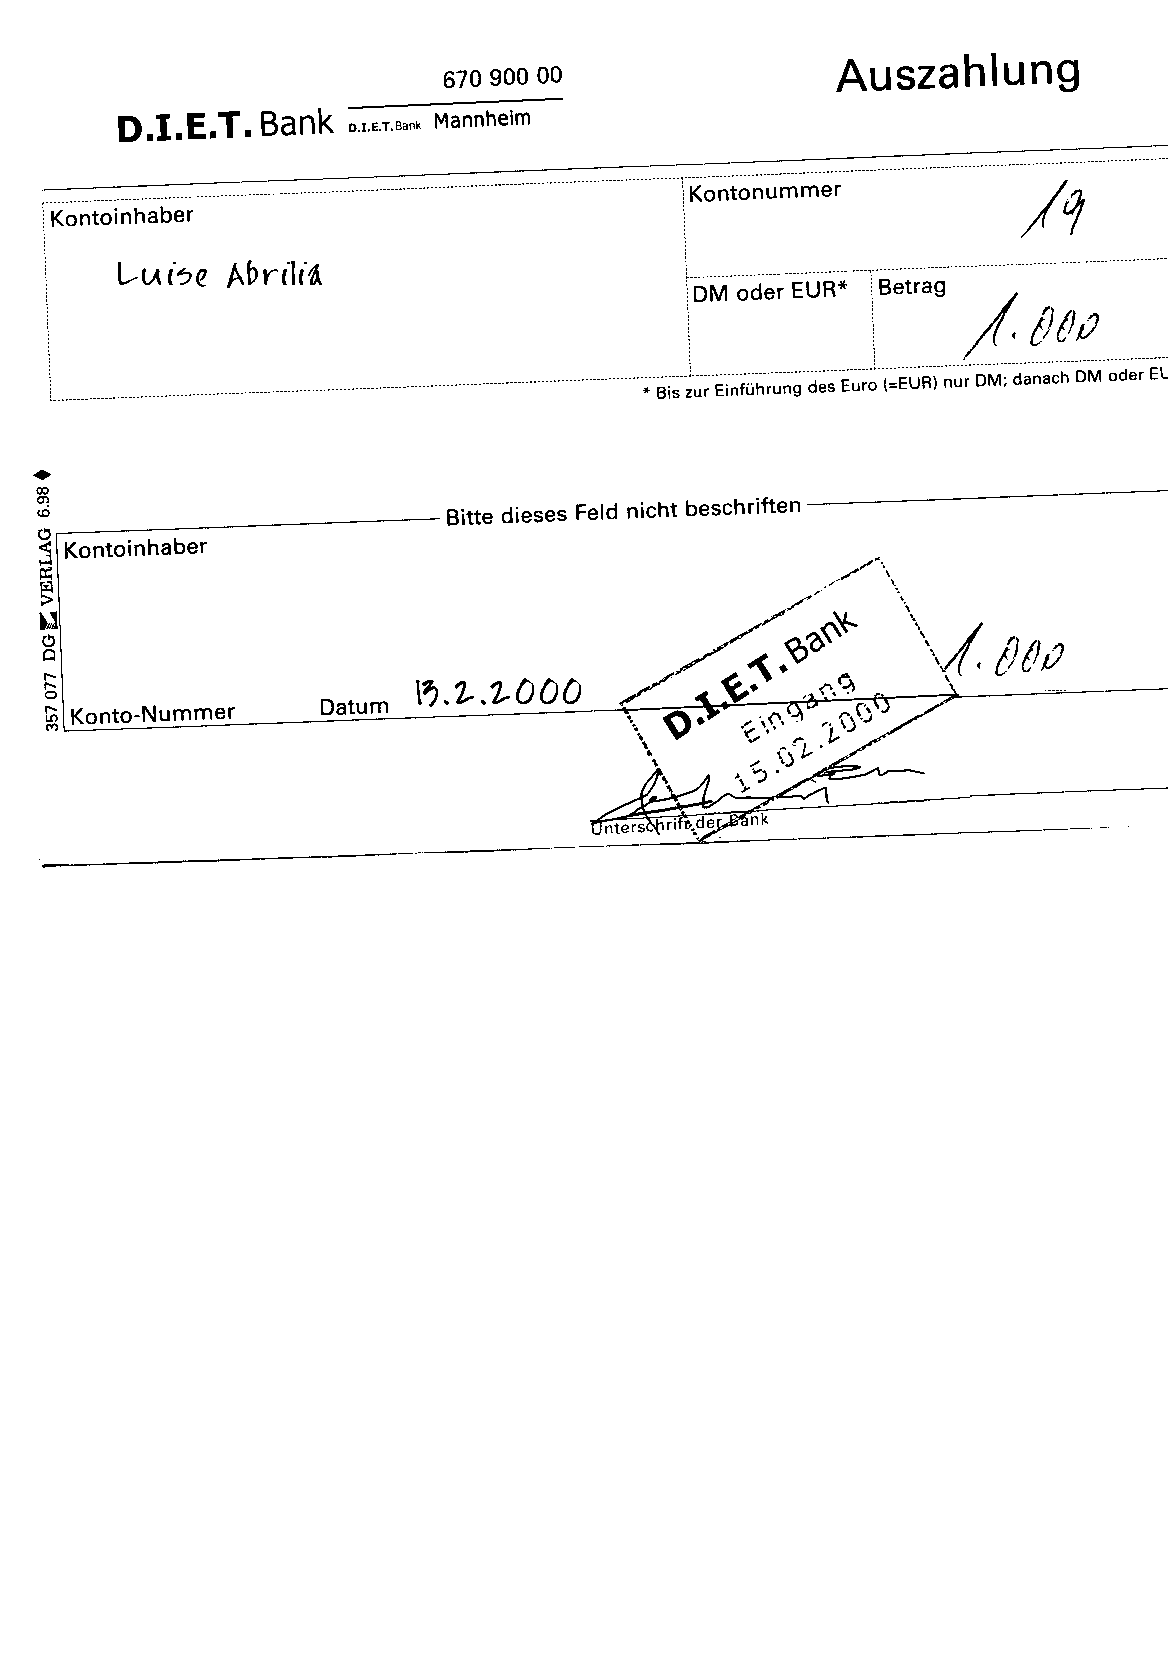 670 900 00
Auszahlung
D.I.E.T. Bank D.I.E.T. Bank Mannheim
Kontoinhaber
Kontonummer
19
Luise Abrilia
DM oder EUR*
Betrag
1.000
* Bis zur Einführung des Euro (=EUR) nur DM; danach DM oder EU
Bitte dieses Feld nicht beschriften
Kontoinhaber
1.000
Konto-Nummer
Datum 13.2.2000
D.I.E.T. Bank
Eingang
15.02.2000
Unterschrift der Bank
357 077 DG VERLAG 6.98